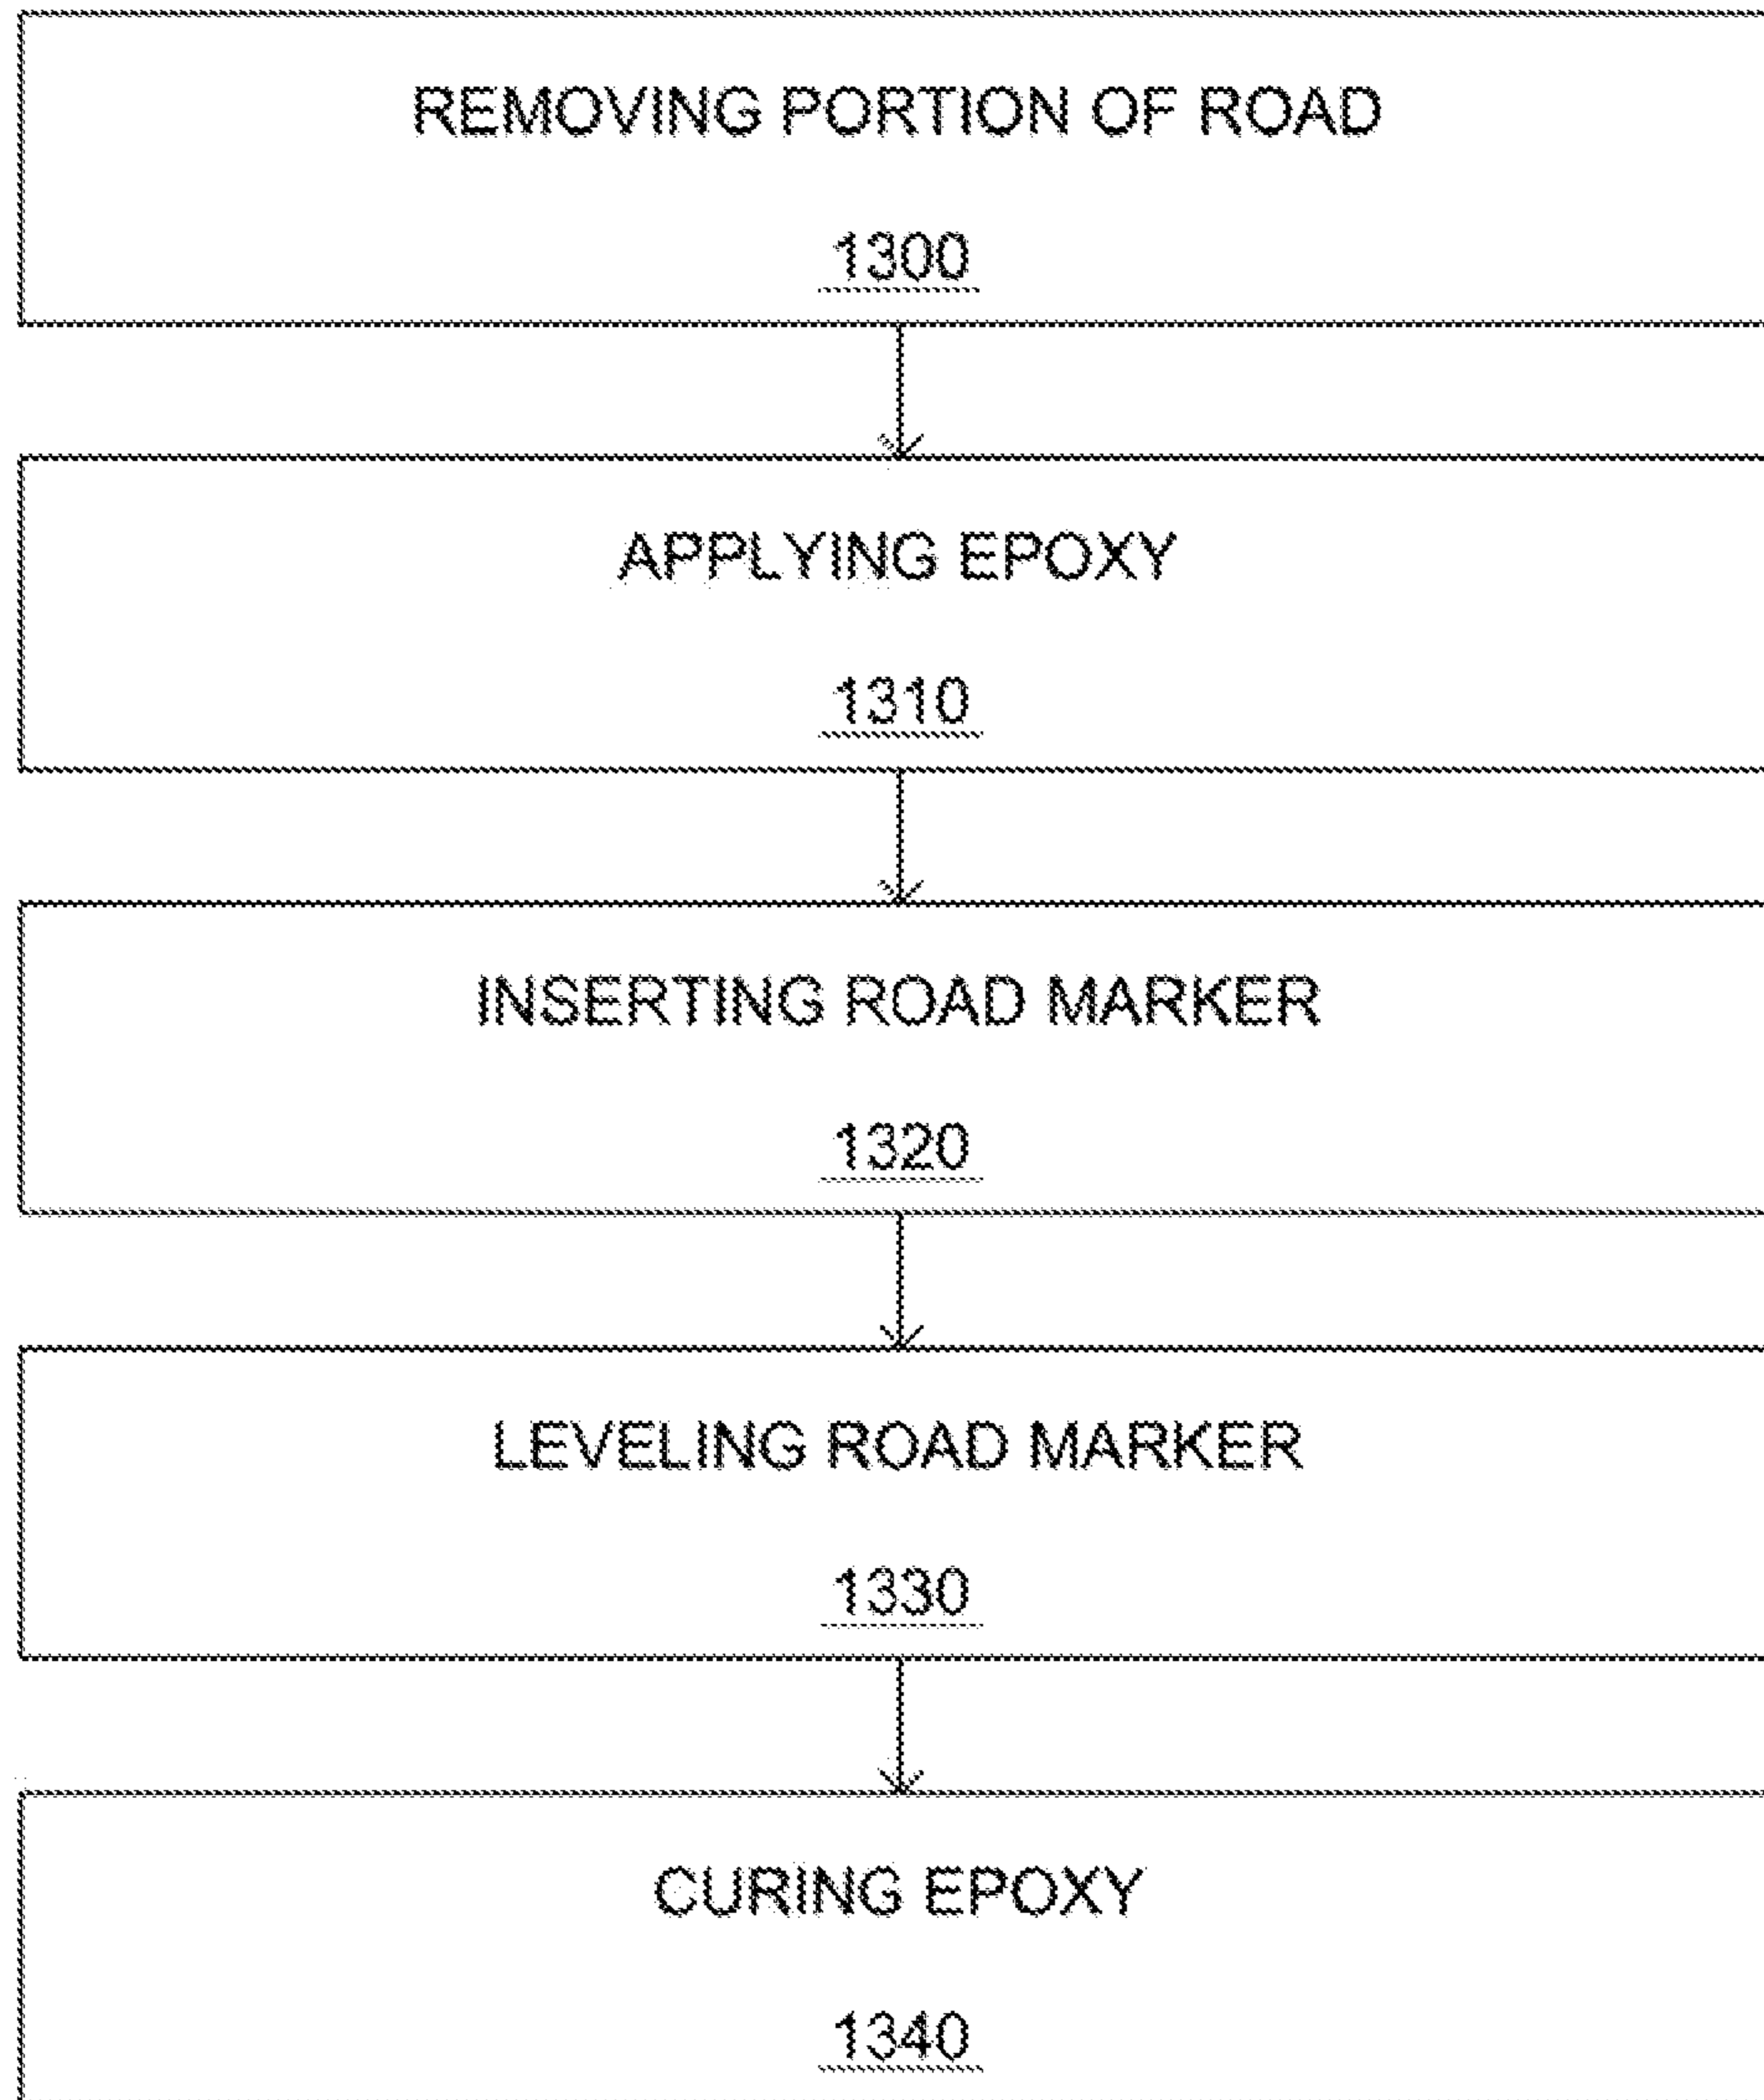 REMOVING PORTION OF ROAD
1300
APPLYING EPOXY
1310
INSERTING ROAD MARKER
1320
LEVELING ROAD MARKER
1330
CURING EPOXY
1340